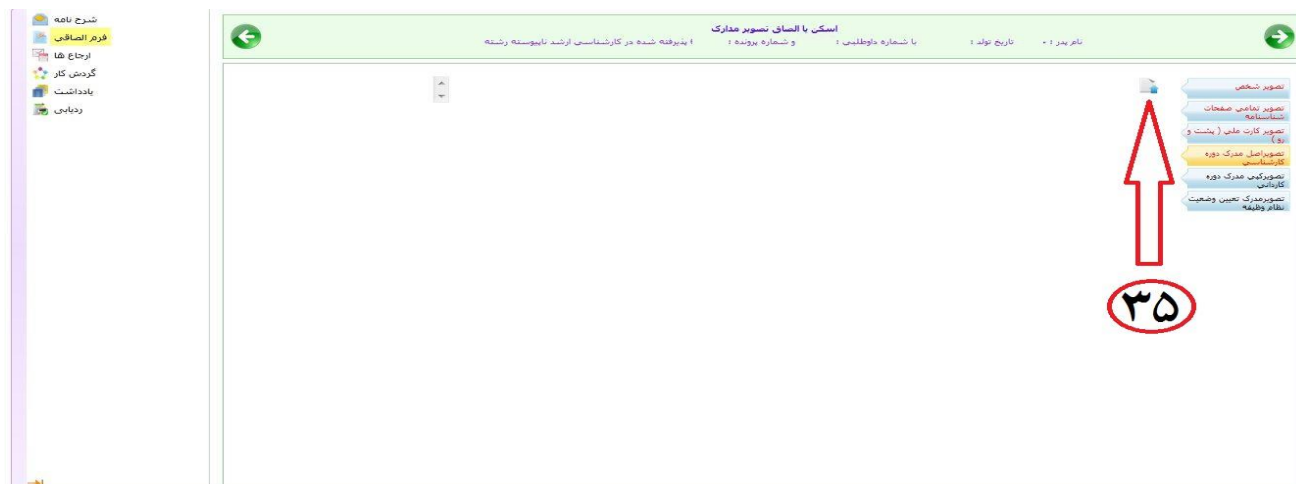 اسکن یا الصاق تصویر مدارک
نام پدر : - تاریخ تولد : با شماره داوطلبی : و شماره پرونده : پذیرفته شده در کارشناسی ارشد ناپیوسته رشته
تصویر شخص
تصویر تمامی صفحات
شناسنامه
تصویر کارت ملی ( پشت و
رو )
تصویراصل مدرک دوره
کارشناسی
تصویرکپی مدرک دوره
کاردانی
تصویرمدرک تعیین وضعیت
نظام وظیفه
۳۵
شرح نامه
فرم الصاقی
ارجاع ها
گردش کار
یادداشت
ردیابی